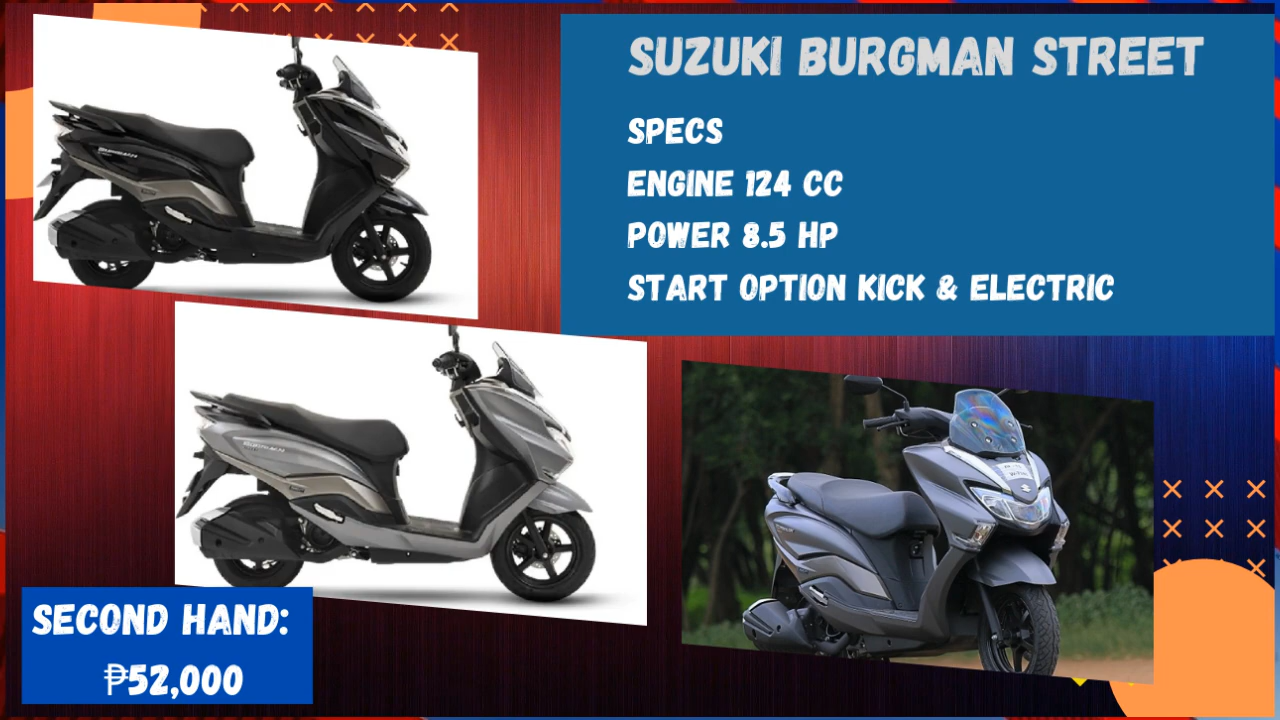 SUZUKI BURGMAN STREET
SPECS
ENGINE 124 CC
POWER 8.5 HP
START OPTION KICK & ELECTRIC
SECOND HAND:
₱52,000